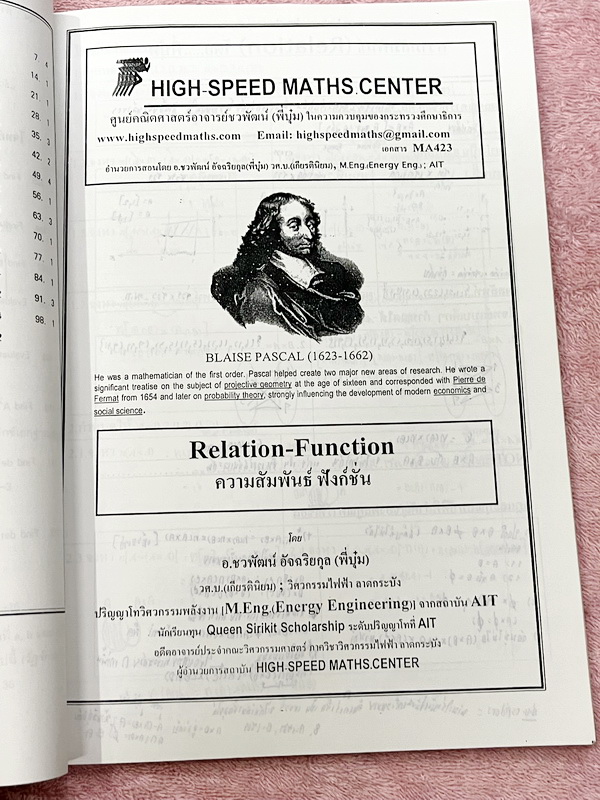 7. 4
14. 1
21. 1
28. 1
35. 3
42. 2
49. 4
56. 1
63. 3
70. 1
77. 1
84. 1
91. 3
98. 1
HIGH-SPEED MATHS.CENTER
ศูนย์คณิตศาสตร์อาจารย์ชวพัฒน์ (พี่ปุ๋ม) ในความควบคุมของกระทรวงศึกษาธิการ
www.highspeedmaths.com Email: highspeedmaths@gmail.com
เอกสาร MA423
อำนวยการสอนโดย อ.ชวพัฒน์ อัจฉริยกุล(พี่ปุ๋ม) วศ.บ.(เกียรตินิยม), M.Eng.(Energy Eng.) ; AIT
BLAISE PASCAL (1623-1662)
He was a mathematician of the first order. Pascal helped create two major new areas of research. He wrote a
significant treatise on the subject of projective geometry at the age of sixteen and corresponded with Pierre de
Fermat from 1654 and later on probability theory, strongly influencing the development of modern economics and
social science.
Relation-Function
ความสัมพันธ์ ฟังก์ชั่น
โดย
อ.ชวพัฒน์ อัจฉริยกุล (พี่ปุ๋ม)
วศ.บ.(เกียรตินิยม) ; วิศวกรรมไฟฟ้า ลาดกระบัง
ปริญญาโทวิศวกรรมพลังงาน [M.Eng.(Energy Engineering)] จากสถาบัน AIT
นักเรียนทุน Queen Sirikit Scholarship ระดับปริญญาโทที่ AIT
อดีตอาจารย์ประจำคณะวิศวกรรมศาสตร์ ภาควิชาวิศวกรรมไฟฟ้า ลาดกระบัง
ผู้อำนวยการสถาบัน HIGH-SPEED MATHS.CENTER